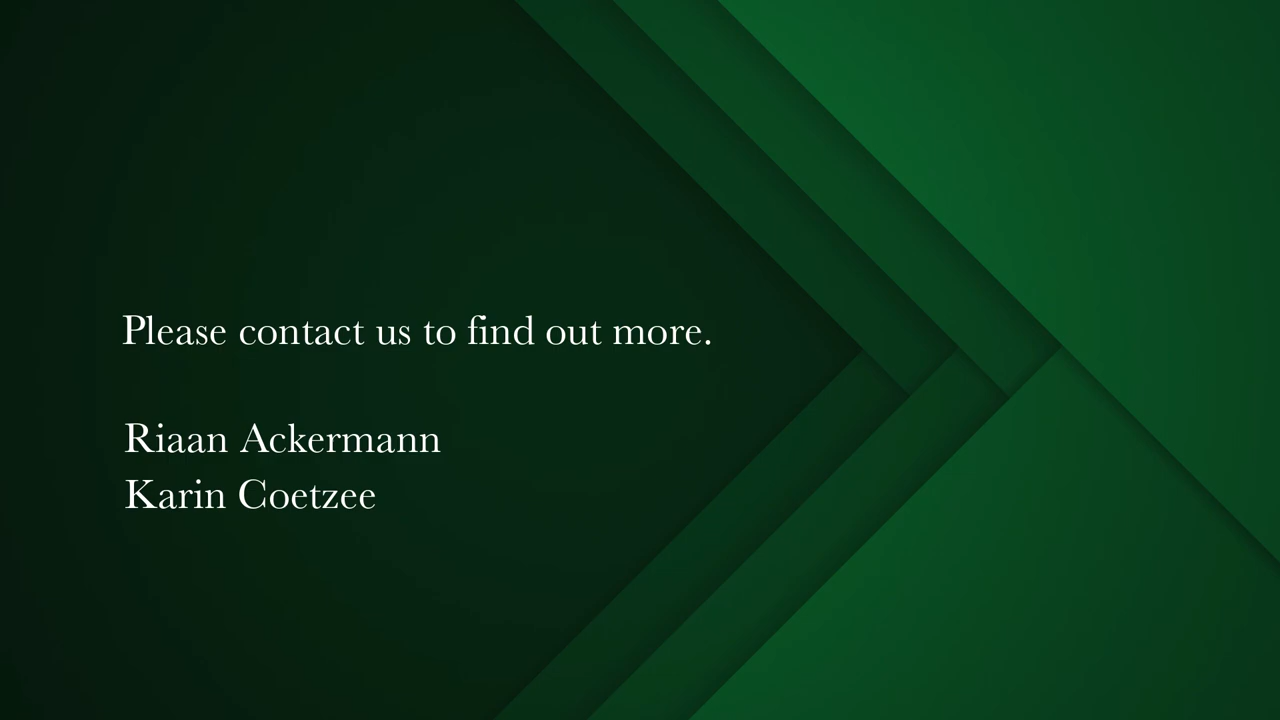 Please contact us to find out more.
Riaan Ackermann
Karin Coetzee